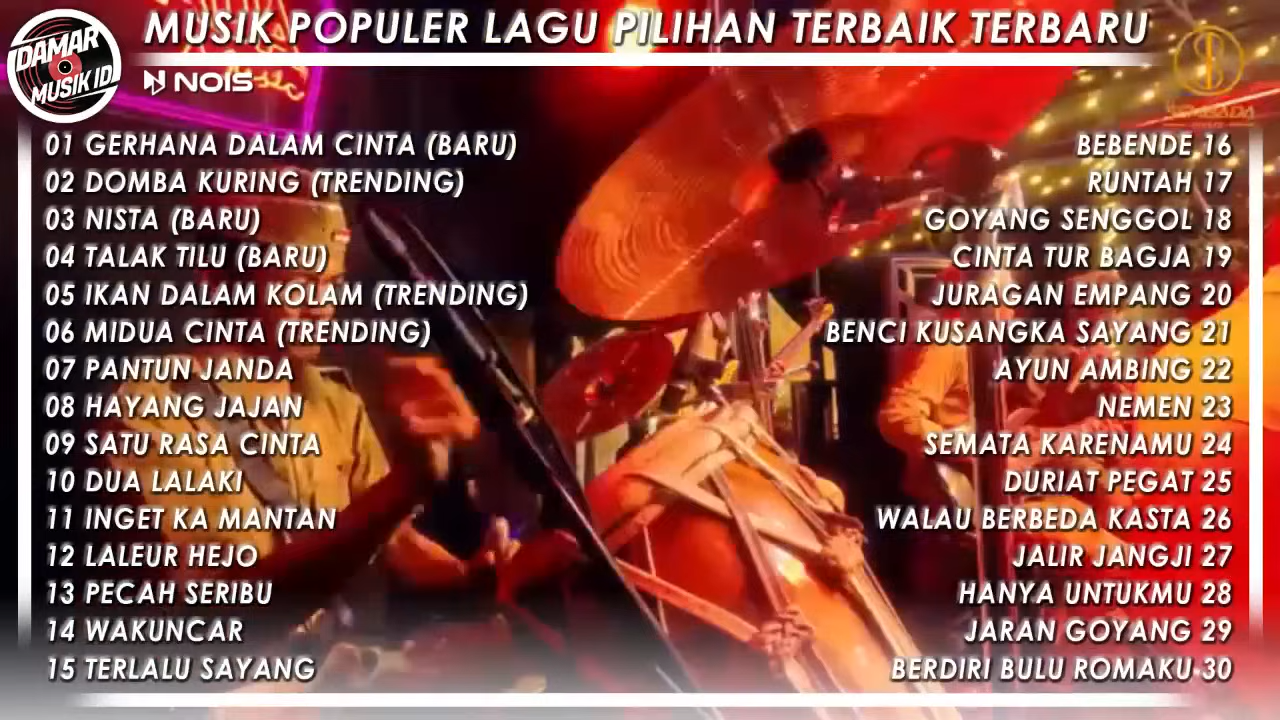 MUSIK POPULER LAGU PILIHAN TERBAIK TERBARU
DAMAR
MUSIK ID
NOIS
01 GERHANA DALAM CINTA (BARU)
02 DOMBA KURING (TRENDING)
03 NISTA (BARU)
04 TALAK TILU (BARU)
05 IKAN DALAM KOLAM (TRENDING)
06 MIDUA CINTA (TRENDING)
07 PANTUN JANDA
08 HAYANG JAJAN
09 SATU RASA CINTA
10 DUA LALAKI
11 INGET KA MANTAN
12 LALEUR HEJO
13 PECAH SERIBU
14 WAKUNCAR
15 TERLALU SAYANG
BEBENDE 16
RUNTAH 17
GOYANG SENGGOL 18
CINTA TUR BAGJA 19
JURAGAN EMPANG 20
BENCI KUSANGKA SAYANG 21
AYUN AMBING 22
NEMEN 23
SEMATA KARENAMU 24
DURIAT PEGAT 25
WALAU BERBEDA KASTA 26
JALIR JANGJI 27
HANYA UNTUKMU 28
JARAN GOYANG 29
BERDIRI BULU ROMAKU 30